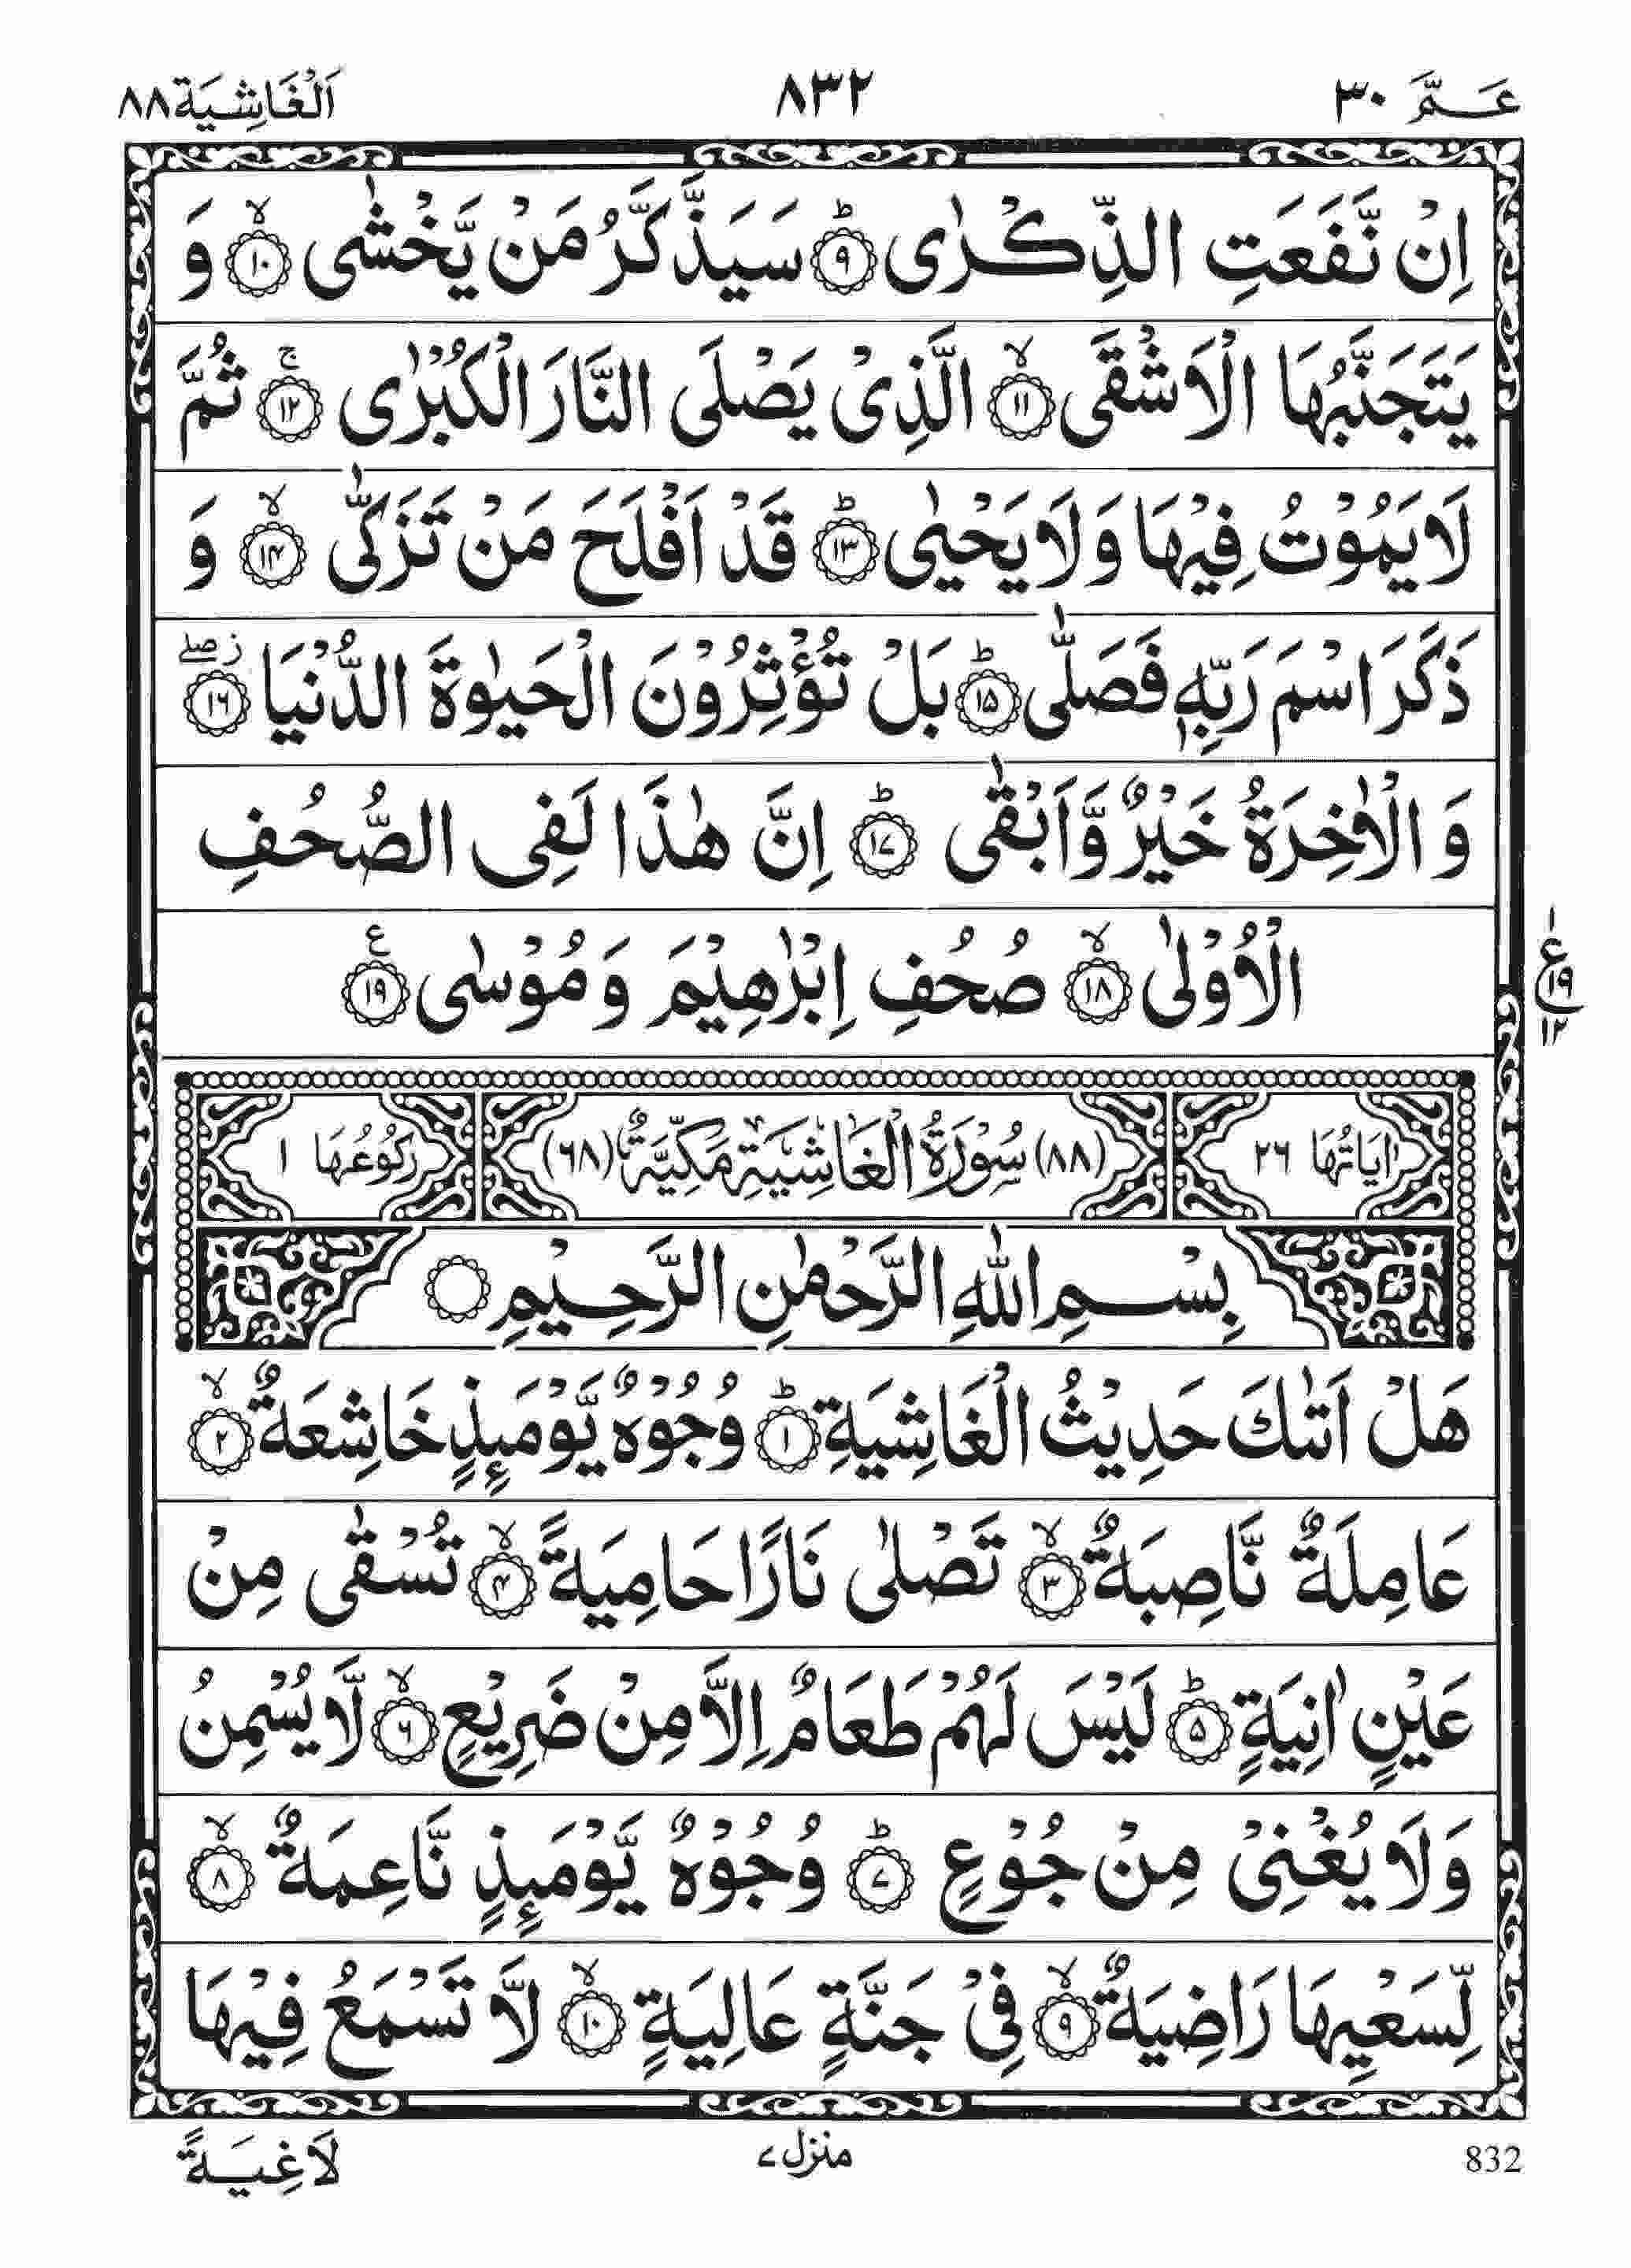 عَمَّ ٣٠ ٨٣٢ اَلْغَاشِيَة ٨٨
اِنْ نَّفَعَتِ الذِّكْرٰى ؕ ٩ سَيَذَّكَّرُ مَنْ يَّخْشٰى ۙ ١٠ وَ
يَتَجَنَّبُهَا الْاَشْقَى ۙ ١١ الَّذِىْ يَصْلَى النَّارَ الْكُبْرٰى ۚ ١٢ ثُمَّ
لَا يَمُوْتُ فِيْهَا وَ لَا يَحْيٰى ؕ ١٣ قَدْ اَفْلَحَ مَنْ تَزَكّٰى ۙ ١٤ وَ
ذَكَرَ اسْمَ رَبِّهٖ فَصَلّٰى ؕ ١٥ بَلْ تُؤْثِرُوْنَ الْحَيٰوةَ الدُّنْيَا ز صلے ١٦
وَ الْاٰخِرَةُ خَيْرٌ وَّ اَبْقٰى ؕ ١٧ اِنَّ هٰذَا لَفِى الصُّحُفِ
الْاُوْلٰى ۙ ١٨ صُحُفِ اِبْرٰهِيْمَ وَ مُوْسٰى ع ١٩
١ ع ١٩ ١٢
اٰيَاتُهَا ٢٦ (٨٨) سُوْرَةُ الْغَاشِيَةِ مَكِّيَّةٌ (٦٨) رُكُوْعُهَا ١
بِسْمِ اللّٰهِ الرَّحْمٰنِ الرَّحِيْمِ
هَلْ اَتٰىكَ حَدِيْثُ الْغَاشِيَةِ ؕ ١ وُجُوْهٌ يَّوْمَىِٕذٍ خَاشِعَةٌ ۙ ٢
عَامِلَةٌ نَّاصِبَةٌ ۙ ٣ تَصْلٰى نَارًا حَامِيَةً ۙ ٤ تُسْقٰى مِنْ
عَيْنٍ اٰنِيَةٍ ؕ ٥ لَيْسَ لَهُمْ طَعَامٌ اِلَّا مِنْ ضَرِيْعٍ ۙ ٦ لَّا يُسْمِنُ
وَ لَا يُغْنِىْ مِنْ جُوْعٍ ؕ ٧ وُجُوْهٌ يَّوْمَىِٕذٍ نَّاعِمَةٌ ۙ ٨
لِّسَعْيِهَا رَاضِيَةٌ ۙ ٩ فِىْ جَنَّةٍ عَالِيَةٍ ۙ ١٠ لَّا تَسْمَعُ فِيْهَا
832 منزل ٧ لَاغِيَةً